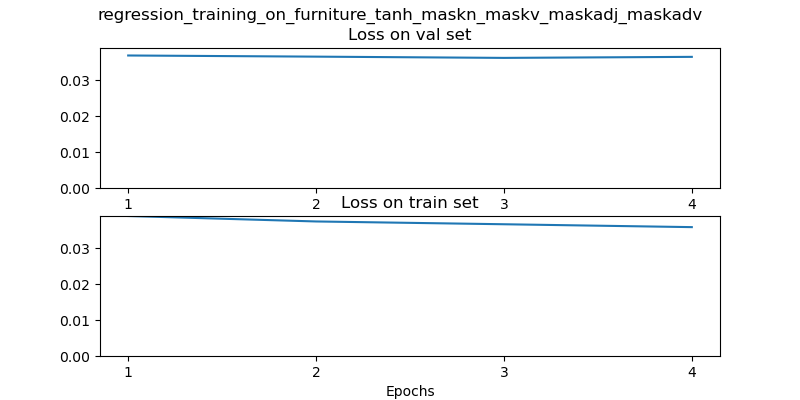 regression_training_on_furniture_tanh_maskn_maskv_maskadj_maskadv
Loss on val set
0.03
0.02
0.01
0.00
1 2 3 4
Loss on train set
0.03
0.02
0.01
0.00
1 2 3 4
Epochs